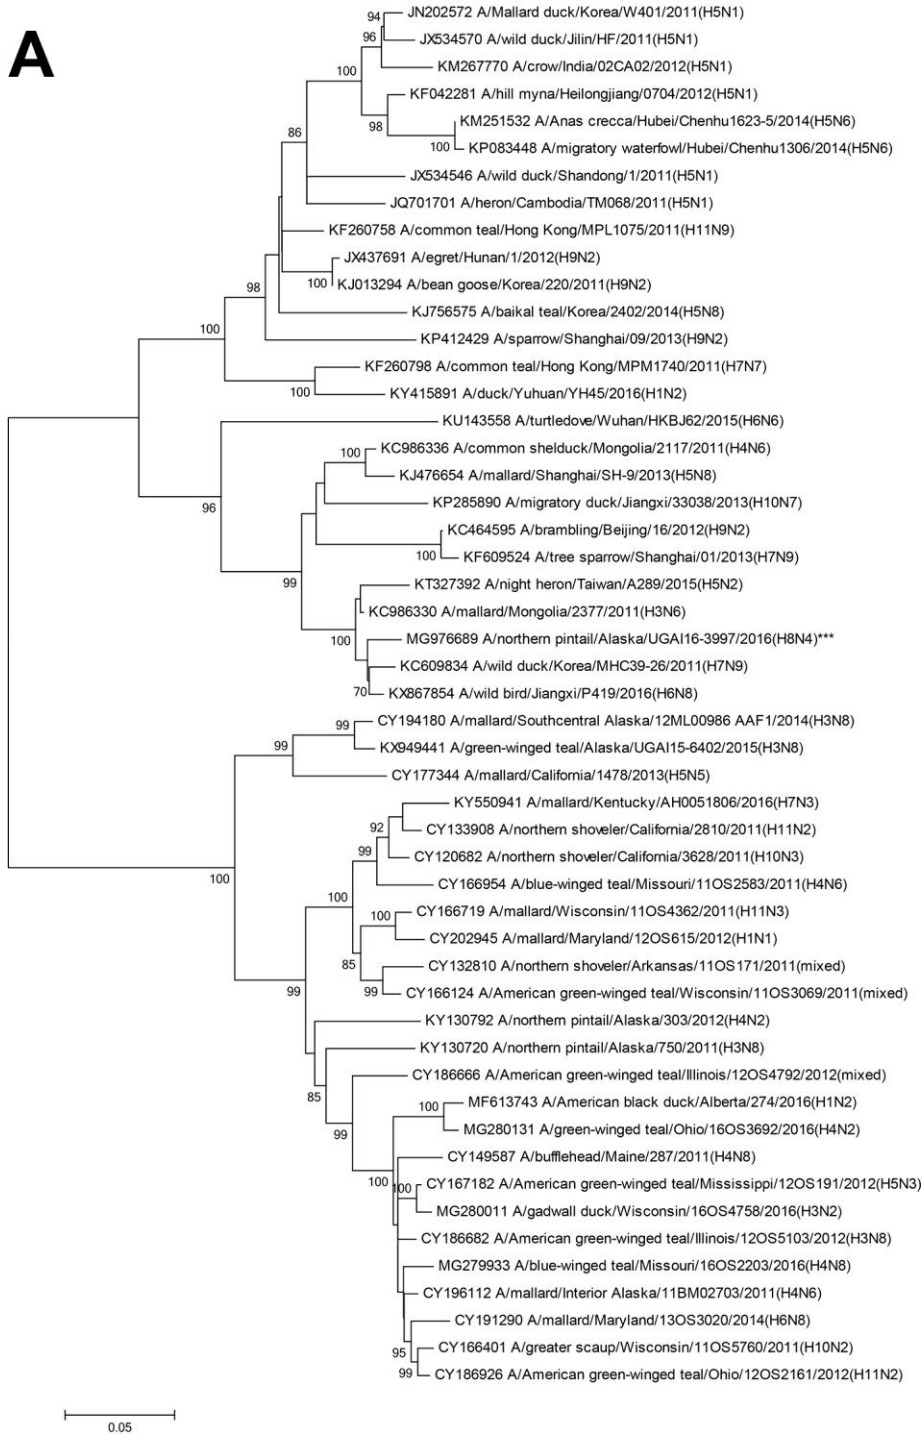 A
94
JN202572 A/Mallard duck/Korea/W401/2011(H5N1)
96
JX534570 A/wild duck/Jilin/HF/2011(H5N1)
100
KM267770 A/crow/India/02CA02/2012(H5N1)
KF042281 A/hill myna/Heilongjiang/0704/2012(H5N1)
98
KM251532 A/Anas crecca/Hubei/Chenhu1623-5/2014(H5N6)
86
100
KP083448 A/migratory waterfowl/Hubei/Chenhu1306/2014(H5N6)
JX534546 A/wild duck/Shandong/1/2011(H5N1)
JQ701701 A/heron/Cambodia/TM068/2011(H5N1)
KF260758 A/common teal/Hong Kong/MPL1075/2011(H11N9)
JX437691 A/egret/Hunan/1/2012(H9N2)
98
100
KJ013294 A/bean goose/Korea/220/2011(H9N2)
KJ756575 A/baikal teal/Korea/2402/2014(H5N8)
100
KP412429 A/sparrow/Shanghai/09/2013(H9N2)
KF260798 A/common teal/Hong Kong/MPM1740/2011(H7N7)
100
KY415891 A/duck/Yuhuan/YH45/2016(H1N2)
KU143558 A/turtledove/Wuhan/HKBJ62/2015(H6N6)
100
KC986336 A/common shelduck/Mongolia/2117/2011(H4N6)
KJ476654 A/mallard/Shanghai/SH-9/2013(H5N8)
96
KP285890 A/migratory duck/Jiangxi/33038/2013(H10N7)
KC464595 A/brambling/Beijing/16/2012(H9N2)
100
KF609524 A/tree sparrow/Shanghai/01/2013(H7N9)
99
KT327392 A/night heron/Taiwan/A289/2015(H5N2)
KC986330 A/mallard/Mongolia/2377/2011(H3N6)
100
MG976689 A/northern pintail/Alaska/UGAI16-3997/2016(H8N4)***
KC609834 A/wild duck/Korea/MHC39-26/2011(H7N9)
70
KX867854 A/wild bird/Jiangxi/P419/2016(H6N8)
99
CY194180 A/mallard/Southcentral Alaska/12ML00986 AAF1/2014(H3N8)
99
KX949441 A/green-winged teal/Alaska/UGAI15-6402/2015(H3N8)
CY177344 A/mallard/California/1478/2013(H5N5)
KY550941 A/mallard/Kentucky/AH0051806/2016(H7N3)
92
CY133908 A/northern shoveler/California/2810/2011(H11N2)
99
CY120682 A/northern shoveler/California/3628/2011(H10N3)
100
CY166954 A/blue-winged teal/Missouri/11OS2583/2011(H4N6)
100
100
CY166719 A/mallard/Wisconsin/11OS4362/2011(H11N3)
CY202945 A/mallard/Maryland/12OS615/2012(H1N1)
85
CY132810 A/northern shoveler/Arkansas/11OS171/2011(mixed)
99
99
CY166124 A/American green-winged teal/Wisconsin/11OS3069/2011(mixed)
KY130792 A/northern pintail/Alaska/303/2012(H4N2)
KY130720 A/northern pintail/Alaska/750/2011(H3N8)
85
CY186666 A/American green-winged teal/Illinois/12OS4792/2012(mixed)
100
MF613743 A/American black duck/Alberta/274/2016(H1N2)
99
MG280131 A/green-winged teal/Ohio/16OS3692/2016(H4N2)
CY149587 A/bufflehead/Maine/287/2011(H4N8)
100
100
CY167182 A/American green-winged teal/Mississippi/12OS191/2012(H5N3)
MG280011 A/gadwall duck/Wisconsin/16OS4758/2016(H3N2)
CY186682 A/American green-winged teal/Illinois/12OS5103/2012(H3N8)
MG279933 A/blue-winged teal/Missouri/16OS2203/2016(H4N8)
CY196112 A/mallard/Interior Alaska/11BM02703/2011(H4N6)
CY191290 A/mallard/Maryland/13OS3020/2014(H6N8)
95
CY166401 A/greater scaup/Wisconsin/11OS5760/2011(H10N2)
99
CY186926 A/American green-winged teal/Ohio/12OS2161/2012(H11N2)
0.05